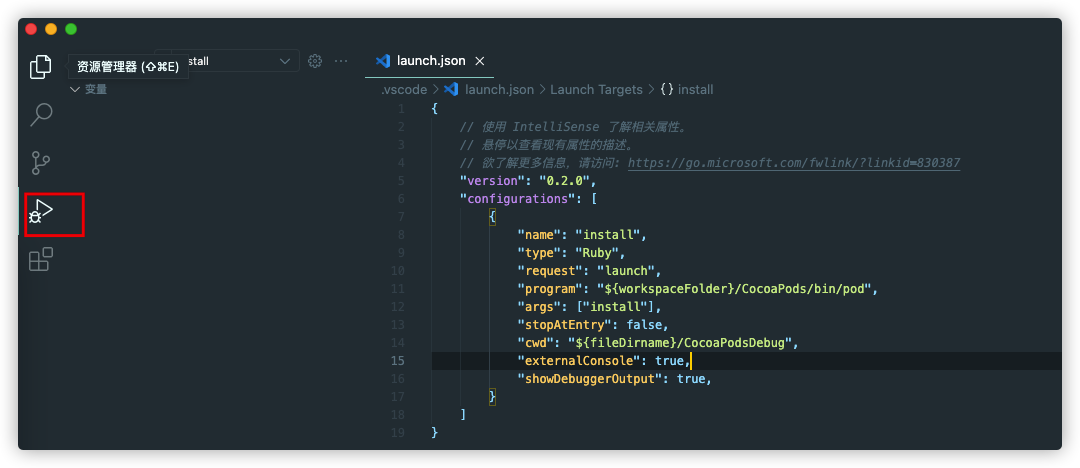 资源管理器 (⇧⌘E)
stall
变量
launch.json
.vscode > launch.json > Launch Targets > {} install
1 {
2 // 使用 IntelliSense 了解相关属性。
3 // 悬停以查看现有属性的描述。
4 // 欲了解更多信息，请访问: https://go.microsoft.com/fwlink/?linkid=830387
5 "version": "0.2.0",
6 "configurations": [
7 {
8 "name": "install",
9 "type": "Ruby",
10 "request": "launch",
11 "program": "${workspaceFolder}/CocoaPods/bin/pod",
12 "args": ["install"],
13 "stopAtEntry": false,
14 "cwd": "${fileDirname}/CocoaPodsDebug",
15 "externalConsole": true,
16 "showDebuggerOutput": true,
17 }
18 ]
19 }